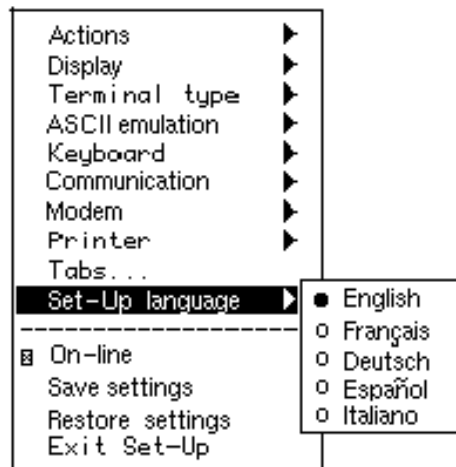 Actions
Display
Terminal type
ASCII emulation
Keyboard
Communication
Modem
Printer
Tabs...
Set-Up language
English
Français
Deutsch
Español
Italiano
On-line
Save settings
Restore settings
Exit Set-Up